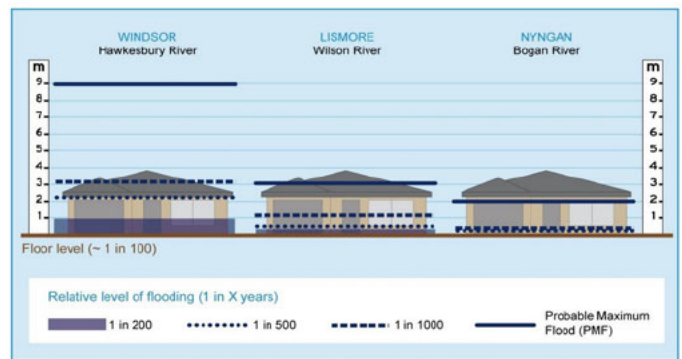 WINDSOR
Hawkesbury River
LISMORE
Wilson River
NYNGAN
Bogan River
m
9
8
7
6
5
4
3
2
1
m
9
8
7
6
5
4
3
2
1
Floor level (~ 1 in 100)
Relative level of flooding (1 in X years)
1 in 200
1 in 500
1 in 1000
Probable Maximum
Flood (PMF)